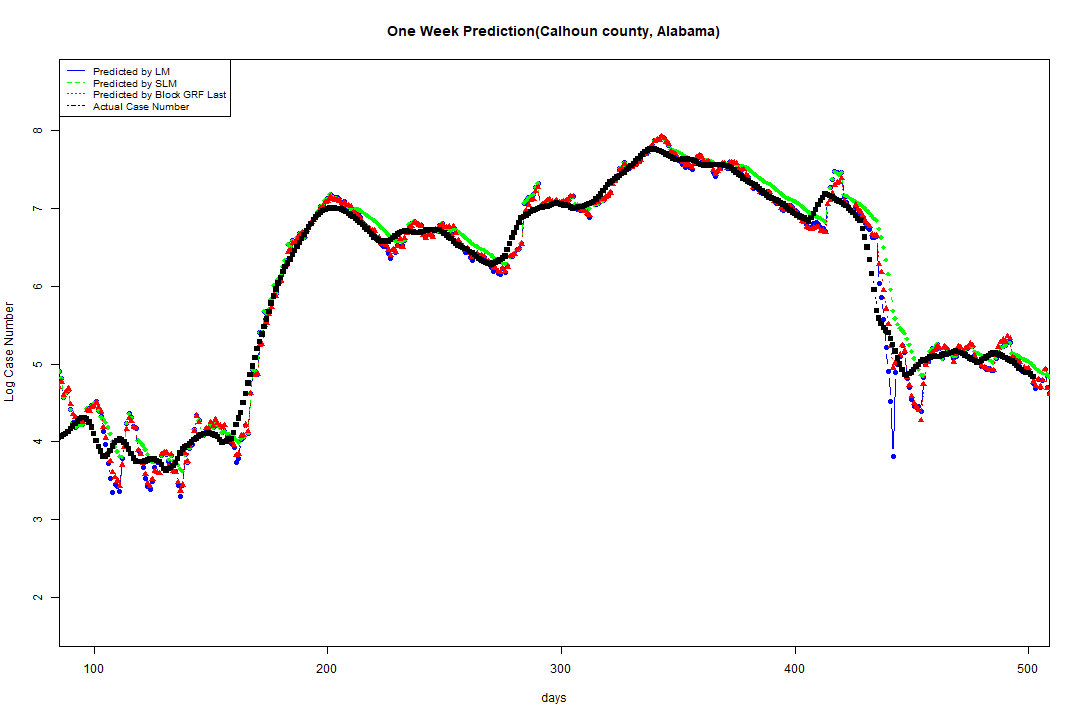 One Week Prediction(Calhoun county, Alabama)
Predicted by LM
Predicted by SLM
Predicted by Block GRF Last
Actual Case Number
Log Case Number
8
7
6
5
4
3
2
100 200 300 400 500
days